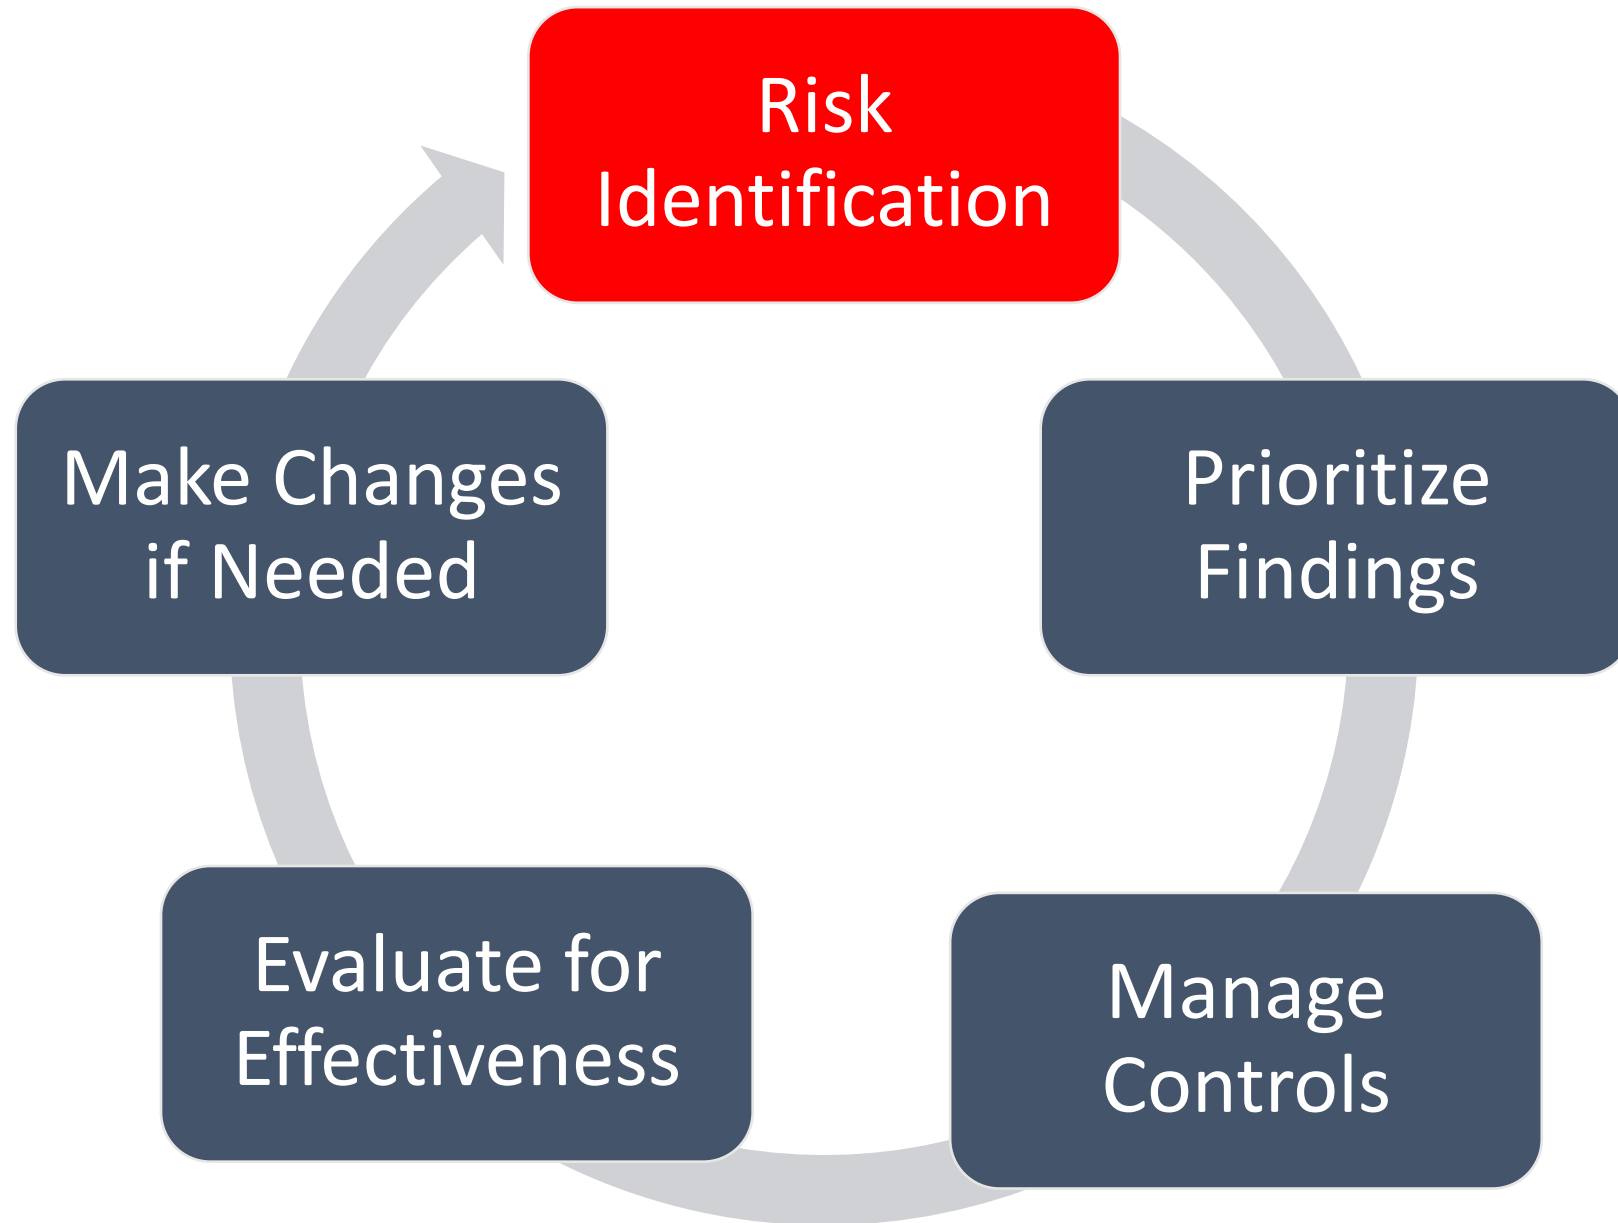 Risk
Identification
Prioritize
Findings
Manage
Controls
Evaluate for
Effectiveness
Make Changes
if Needed